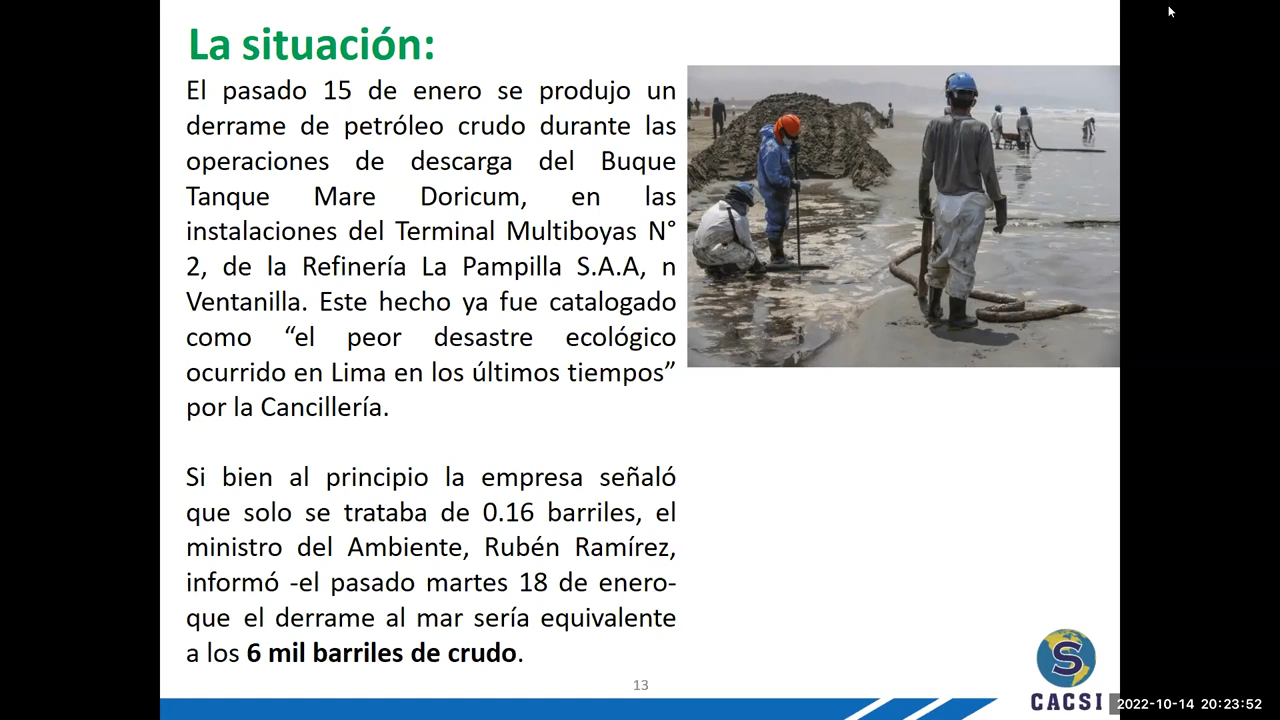 La situación:
El pasado 15 de enero se produjo un
derrame de petróleo crudo durante las
operaciones de descarga del Buque
Tanque Mare Doricum, en las
instalaciones del Terminal Multiboyas N°
2, de la Refinería La Pampilla S.A.A, n
Ventanilla. Este hecho ya fue catalogado
como “el peor desastre ecológico
ocurrido en Lima en los últimos tiempos”
por la Cancillería.
Si bien al principio la empresa señaló
que solo se trataba de 0.16 barriles, el
ministro del Ambiente, Rubén Ramírez,
informó -el pasado martes 18 de enero-
que el derrame al mar sería equivalente
a los 6 mil barriles de crudo.
13
S
CACSI
2022-10-14 20:23:52